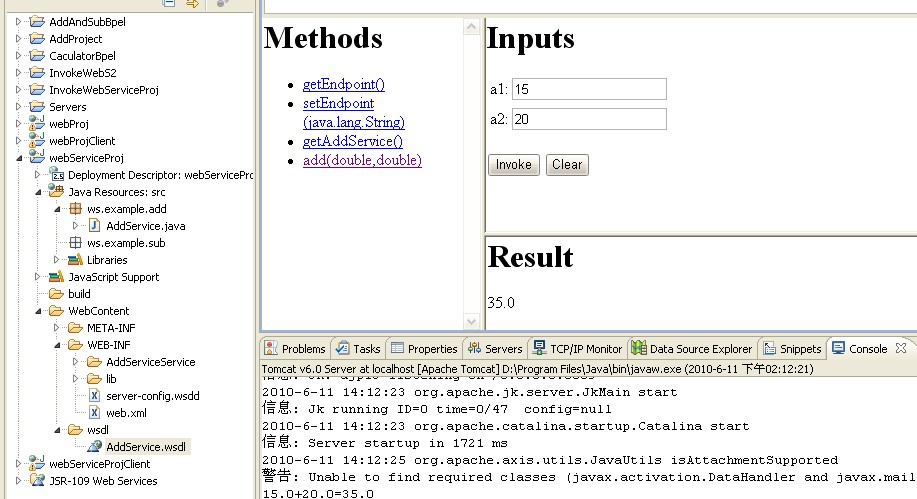 AddAndSubBpel
AddProject
CaculatorBpel
InvokeWebS2
InvokeWebServiceProj
Servers
webProj
webProjClient
webServiceProj
Deployment Descriptor: webServicePro
Java Resources: src
ws.example.add
AddService.java
ws.example.sub
Libraries
JavaScript Support
build
WebContent
META-INF
WEB-INF
AddServiceService
lib
server-config.wsdd
web.xml
wsdl
AddService.wsdl
webServiceProjClient
JSR-109 Web Services
Methods
getEndpoint()
setEndpoint
(java.lang.String)
getAddService()
add(double,double)
Inputs
a1: 15
a2: 20
Invoke Clear
Result
35.0
Problems Tasks Properties Servers TCP/IP Monitor Data Source Explorer Snippets Console
Tomcat v6.0 Server at localhost [Apache Tomcat] D:\Program Files\Java\bin\javaw.exe (2010-6-11 下午02:12:21)
2010-6-11 14:12:23 org.apache.jk.server.JkMain start
信息: Jk running ID=0 time=0/47 config=null
2010-6-11 14:12:23 org.apache.catalina.startup.Catalina start
信息: Server startup in 1721 ms
2010-6-11 14:12:25 org.apache.axis.utils.JavaUtils isAttachmentSupported
警告: Unable to find required classes (javax.activation.DataHandler and javax.mail
15.0+20.0=35.0